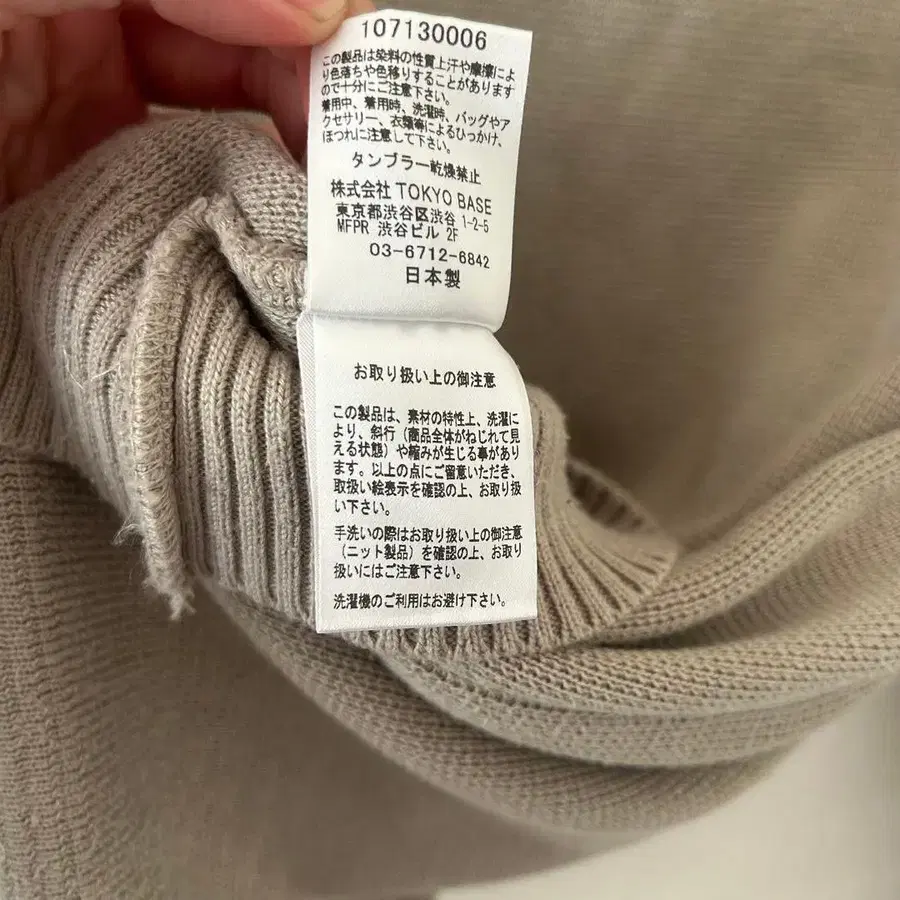 107130006
この製品は染料の性質上汗や摩擦によ
り色落ちや色移りすることがあります
ので十分にご注意下さい。
着用中、着用時、洗濯時、バッグやア
クセサリー、衣類等によるひっかけ、
ほつれに注意して下さい。
タンブラー乾燥禁止
株式会社 TOKYO BASE
東京都渋谷区渋谷 1-2-5
MFPR 渋谷ビル 2F
03-6712-6842
日本製
お取り扱い上の御注意
この製品は、素材の特性上、洗濯に
より、斜行（商品全体がねじれて見
える状態）や縮みが生じる事があり
ます。以上の点にご留意いただき、
取扱い絵表示を確認の上、お取り扱
い下さい。
手洗いの際はお取り扱い上の御注意
（ニット製品）を確認の上、お取り
扱いにはご注意下さい。
洗濯機のご利用はお避け下さい。